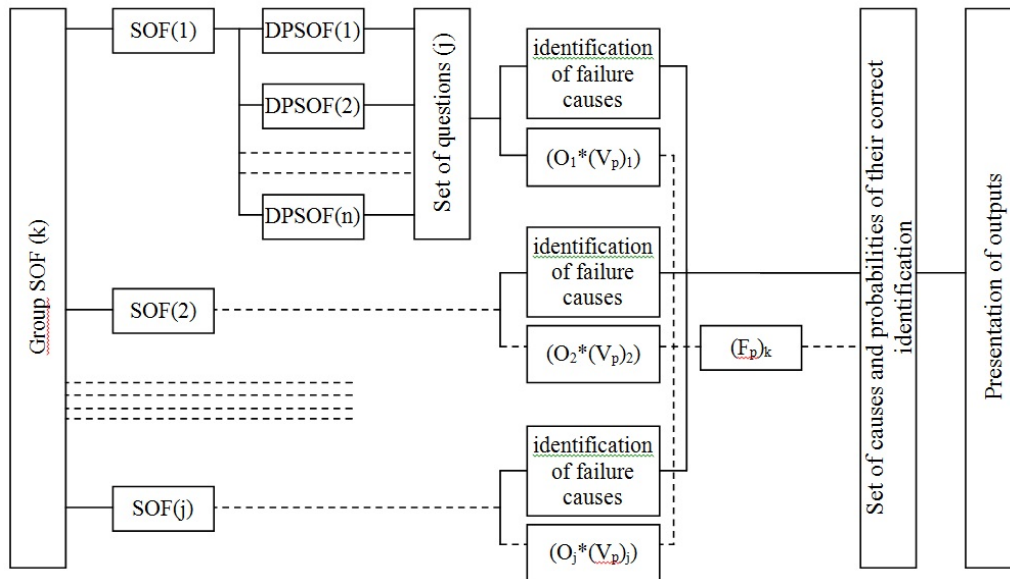 Group SOF (k)
SOF(1)
DPSOF(1)
DPSOF(2)
DPSOF(n)
Set of questions (j)
identification
of failure
causes
(O₁*(Vₚ)₁)
SOF(2)
identification
of failure
causes
(O₂*(Vₚ)₂)
(Fₚ)ₖ
SOF(j)
identification
of failure
causes
(Oⱼ*(Vₚ)ⱼ)
Set of causes and probabilities of their correct
identification
Presentation of outputs